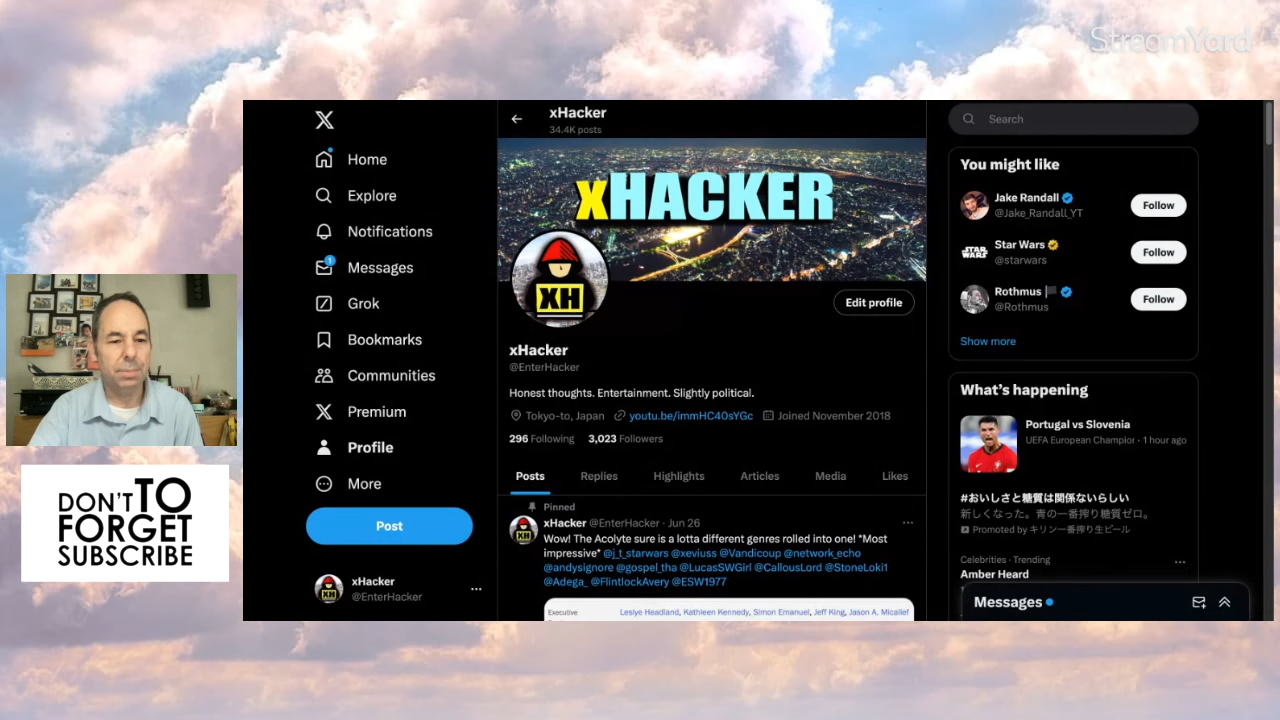 StreamYard
X
Home
Explore
Notifications
1
Messages
Grok
Bookmarks
Communities
Premium
Profile
More
Post
xHacker
@EnterHacker
xHacker
34.4K posts
xHACKER
XH
Edit profile
xHacker
@EnterHacker
Honest thoughts. Entertainment. Slightly political.
Tokyo-to, Japan youtu.be/immHC4OsYGc Joined November 2018
296 Following 3,023 Followers
Posts Replies Highlights Articles Media Likes
Pinned
xHacker @EnterHacker · Jun 26
Wow! The Acolyte sure is a lotta different genres rolled into one! *Most
impressive* @j_t_starwars @xeviuss @Vandicoup @network_echo
@andysignore @gospel_tha @LucasSWGirl @CallousLord @StoneLoki1
@Adega_ @FlintlockAvery @ESW1977
Executive Leslye Headland, Kathleen Kennedy, Simon Emanuel, Jeff King, Jason A. Micallef
Search
You might like
Jake Randall
@Jake_Randall_YT
Follow
STAR WARS
Star Wars
@starwars
Follow
Rothmus
@Rothmus
Follow
Show more
What's happening
Portugal vs Slovenia
UEFA European Champior · 1 hour ago
#おいしさと糖質は関係ないらしい
新しくなった。青の一番搾り糖質ゼロ。
Promoted by キリン一番搾り生ビール
Celebrities · Trending
Amber Heard
Messages
DON'T TO
FORGET
SUBSCRIBE